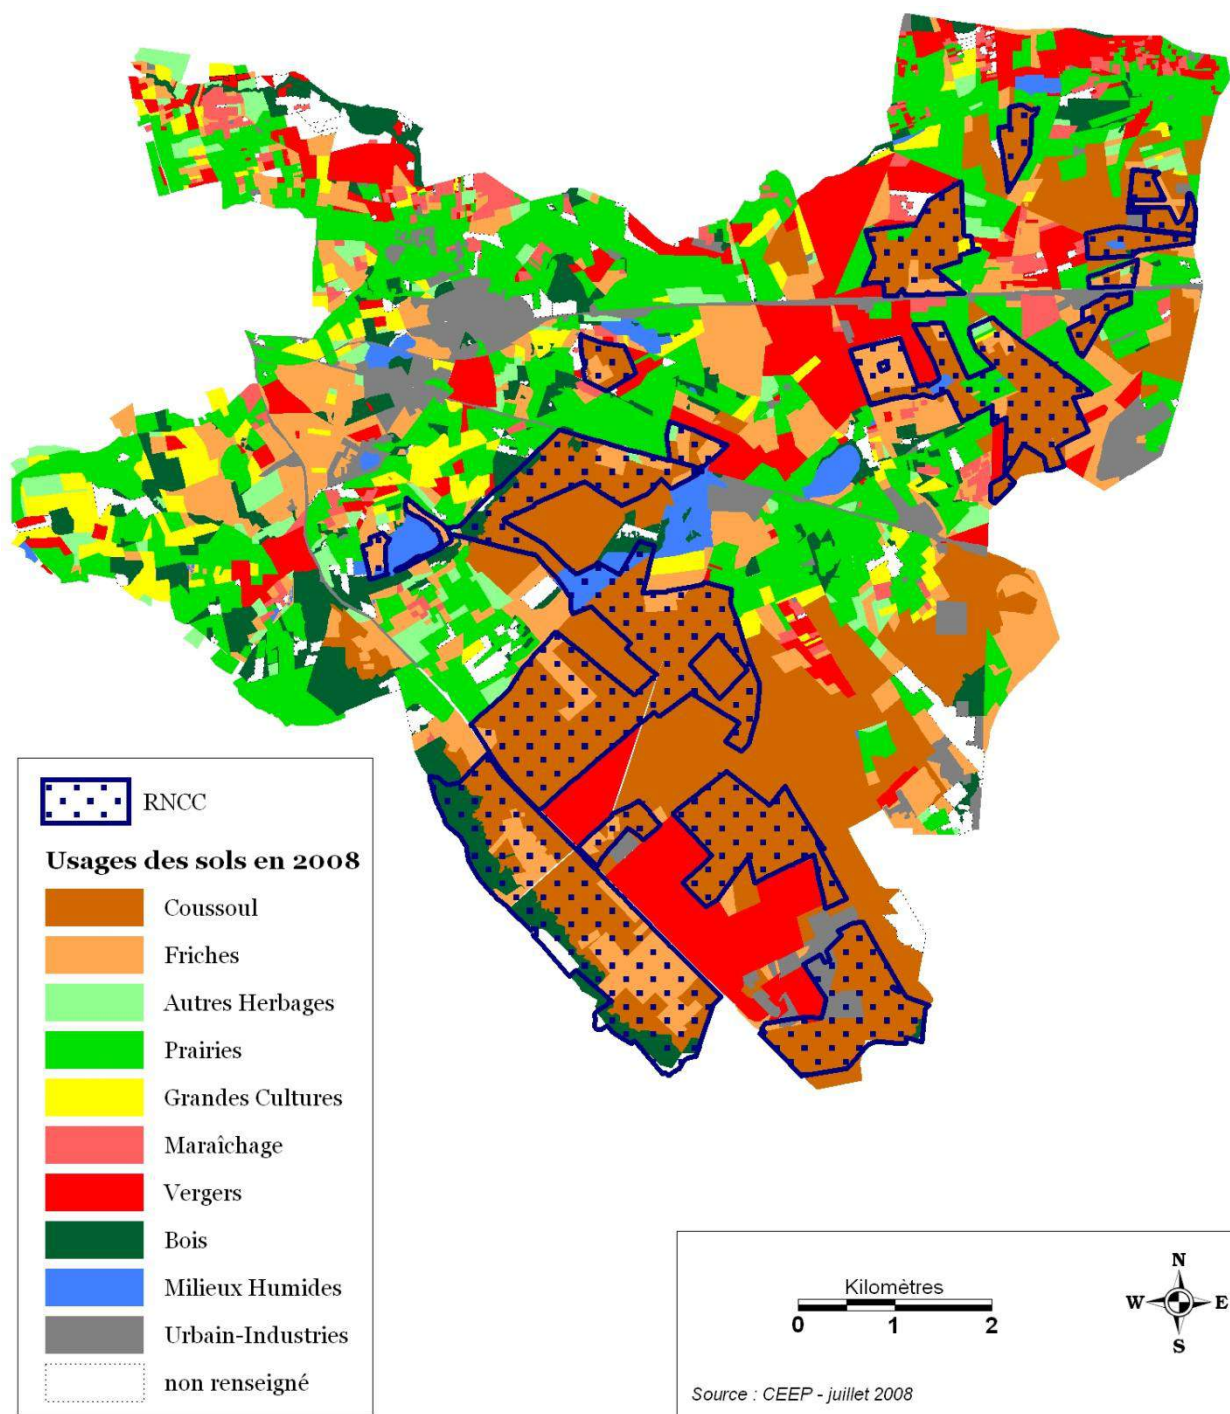 RNCC
Usages des sols en 2008
Coussoul
Friches
Autres Herbages
Prairies
Grandes Cultures
Maraîchage
Vergers
Bois
Milieux Humides
Urbain-Industries
non renseigné
Kilomètres
0 1 2
N
W E
S
Source : CEEP - juillet 2008